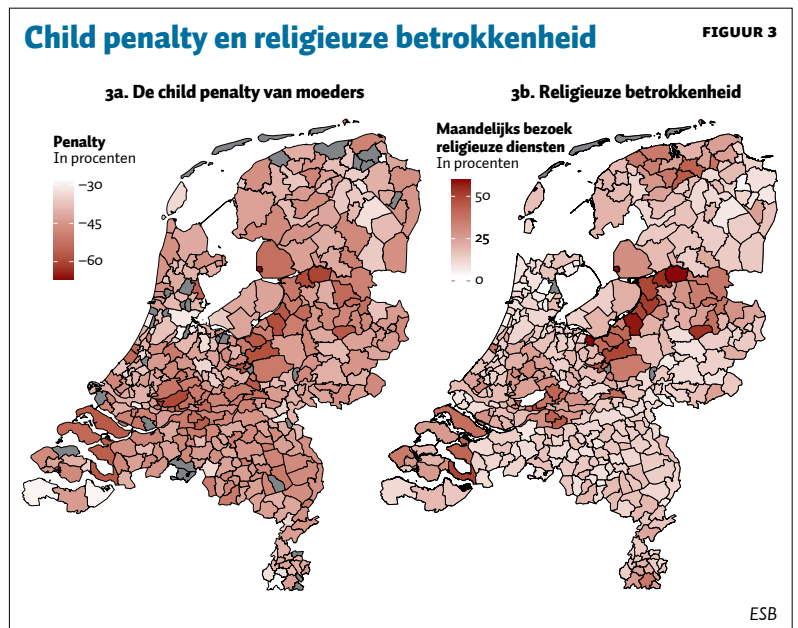 Child penalty en religieuze betrokkenheid
FIGUUR 3
3a. De child penalty van moeders
Penalty
In procenten
–30
–45
–60
3b. Religieuze betrokkenheid
Maandelijks bezoek
religieuze diensten
In procenten
50
25
0
ESB